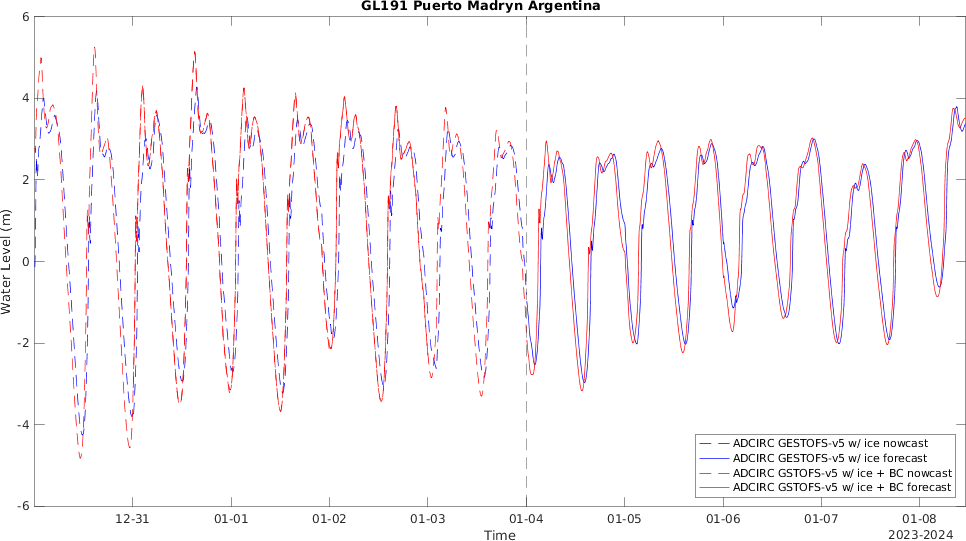 GL191 Puerto Madryn Argentina
6
4
2
0
-2
-4
-6
Water Level (m)
12-31
01-01
01-02
01-03
01-04
01-05
01-06
01-07
01-08
2023-2024
Time
ADCIRC GESTOFS-v5 w/ ice nowcast
ADCIRC GESTOFS-v5 w/ ice forecast
ADCIRC GSTOFS-v5 w/ ice + BC nowcast
ADCIRC GSTOFS-v5 w/ ice + BC forecast